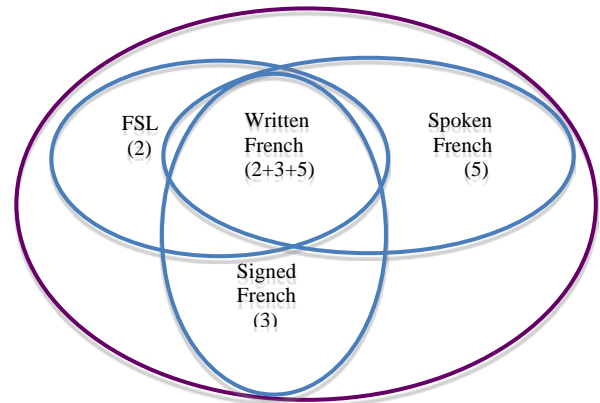 FSL
(2)
Written
French
(2+3+5)
Spoken
French
(5)
Signed
French
(3)